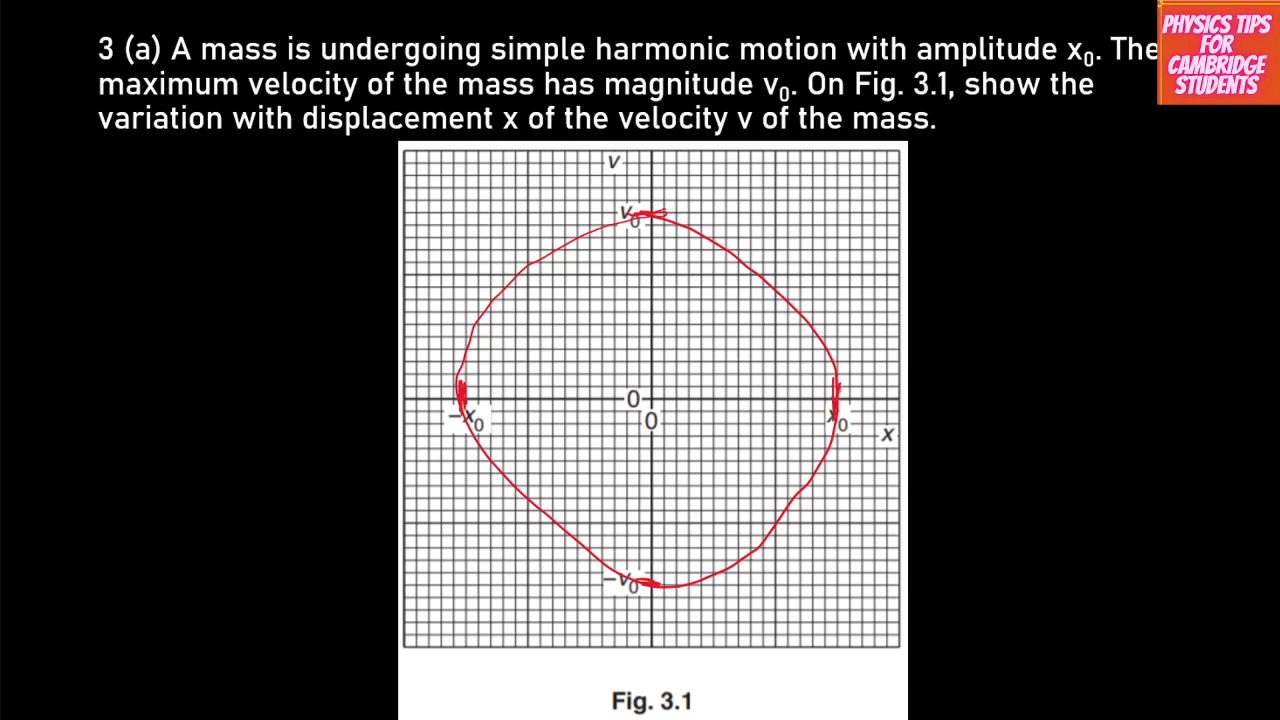 3 (a) A mass is undergoing simple harmonic motion with amplitude x₀. The
maximum velocity of the mass has magnitude v₀. On Fig. 3.1, show the
variation with displacement x of the velocity v of the mass.
PHYSICS TIPS
FOR
CAMBRIDGE
STUDENTS
v
v₀
0
−x₀
0
x₀
x
−v₀
Fig. 3.1